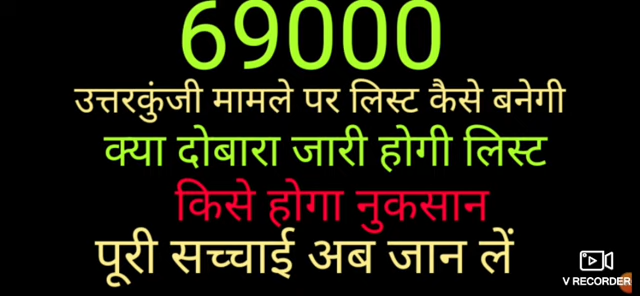 69000
उत्तरकुंजी मामले पर लिस्ट कैसे बनेगी
क्या दोबारा जारी होगी लिस्ट
किसे होगा नुकसान
पूरी सच्चाई अब जान लें
V RECORDER